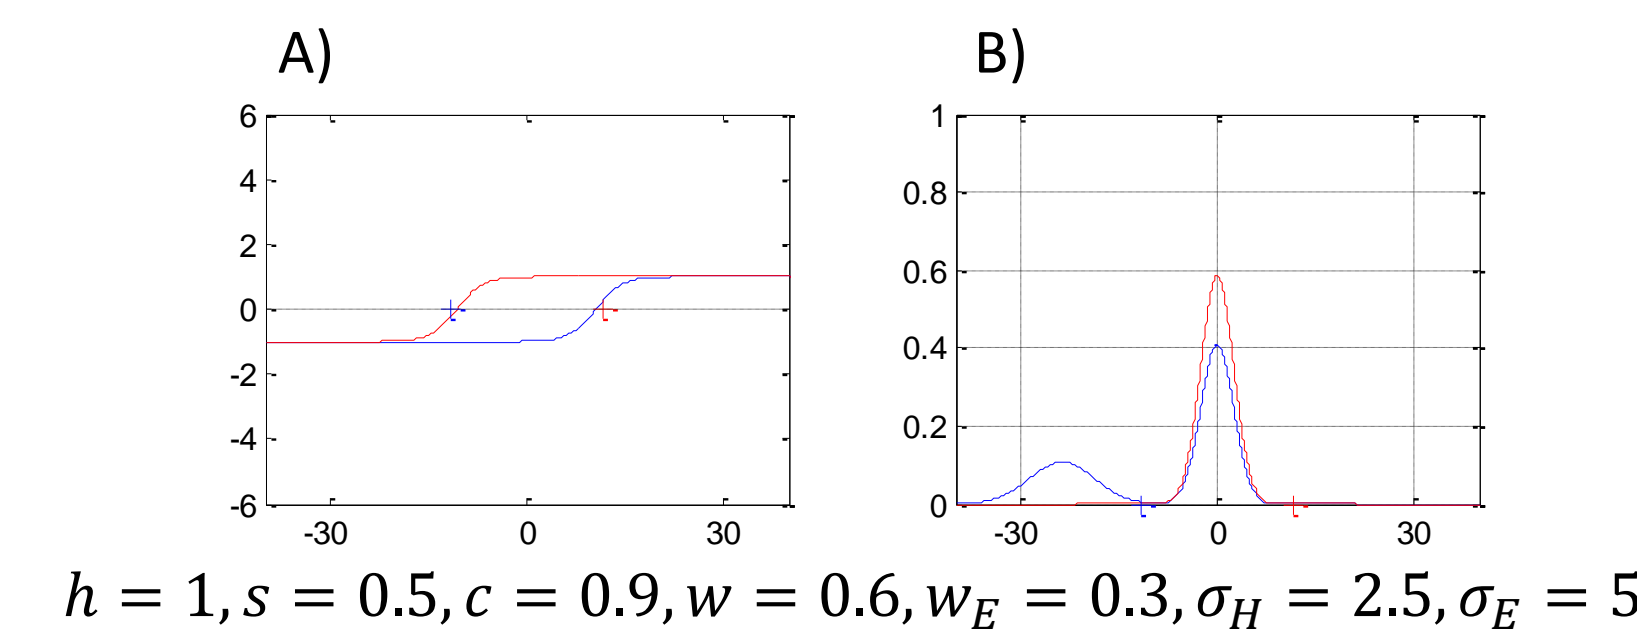 A) B)
6 1
4 0.8
2 0.6
0 0.4
-2 0.2
-4 0
-6
-30 0 30 -30 0 30
h = 1, s = 0.5, c = 0.9, w = 0.6, w_E = 0.3, σ_H = 2.5, σ_E = 5